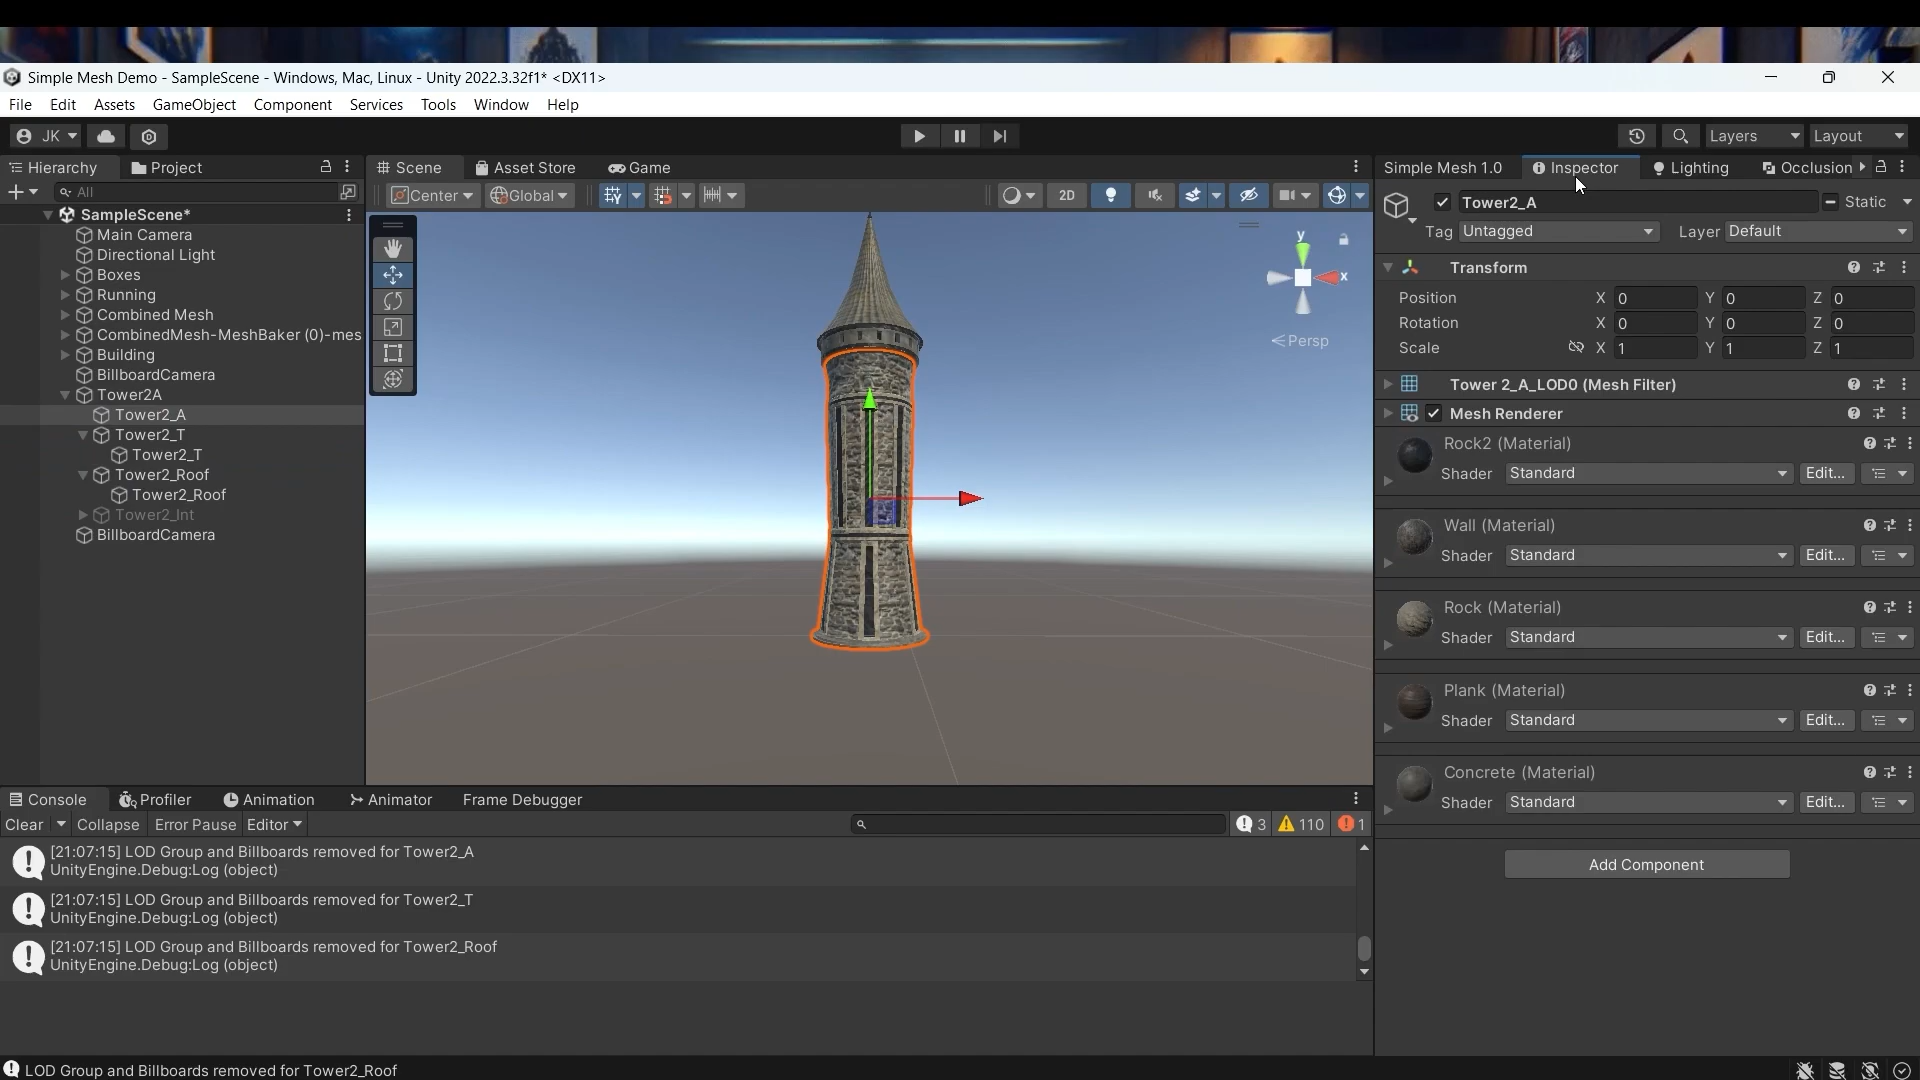 Simple Mesh Demo - SampleScene - Windows, Mac, Linux - Unity 2022.3.32f1* <DX11>
File Edit Assets GameObject Component Services Tools Window Help
JK Layers Layout
Hierarchy Project Scene Asset Store Game Simple Mesh 1.0 Inspector Lighting Occlusion
All Center Global 2D
SampleScene*
Main Camera
Directional Light
Boxes
Running
Combined Mesh
CombinedMesh-MeshBaker (0)-mes
Building
BillboardCamera
Tower2A
Tower2_A
Tower2_T
Tower2_T
Tower2_Roof
Tower2_Roof
Tower2_Int
BillboardCamera
y
x
Persp
Tower2_A Static
Tag Untagged Layer Default
Transform
Position X 0 Y 0 Z 0
Rotation X 0 Y 0 Z 0
Scale X 1 Y 1 Z 1
Tower 2_A_LOD0 (Mesh Filter)
Mesh Renderer
Rock2 (Material)
Shader Standard Edit...
Wall (Material)
Shader Standard Edit...
Rock (Material)
Shader Standard Edit...
Plank (Material)
Shader Standard Edit...
Concrete (Material)
Shader Standard Edit...
Add Component
Console Profiler Animation Animator Frame Debugger
Clear Collapse Error Pause Editor 3 110 1
[21:07:15] LOD Group and Billboards removed for Tower2_A
UnityEngine.Debug:Log (object)
[21:07:15] LOD Group and Billboards removed for Tower2_T
UnityEngine.Debug:Log (object)
[21:07:15] LOD Group and Billboards removed for Tower2_Roof
UnityEngine.Debug:Log (object)
LOD Group and Billboards removed for Tower2_Roof